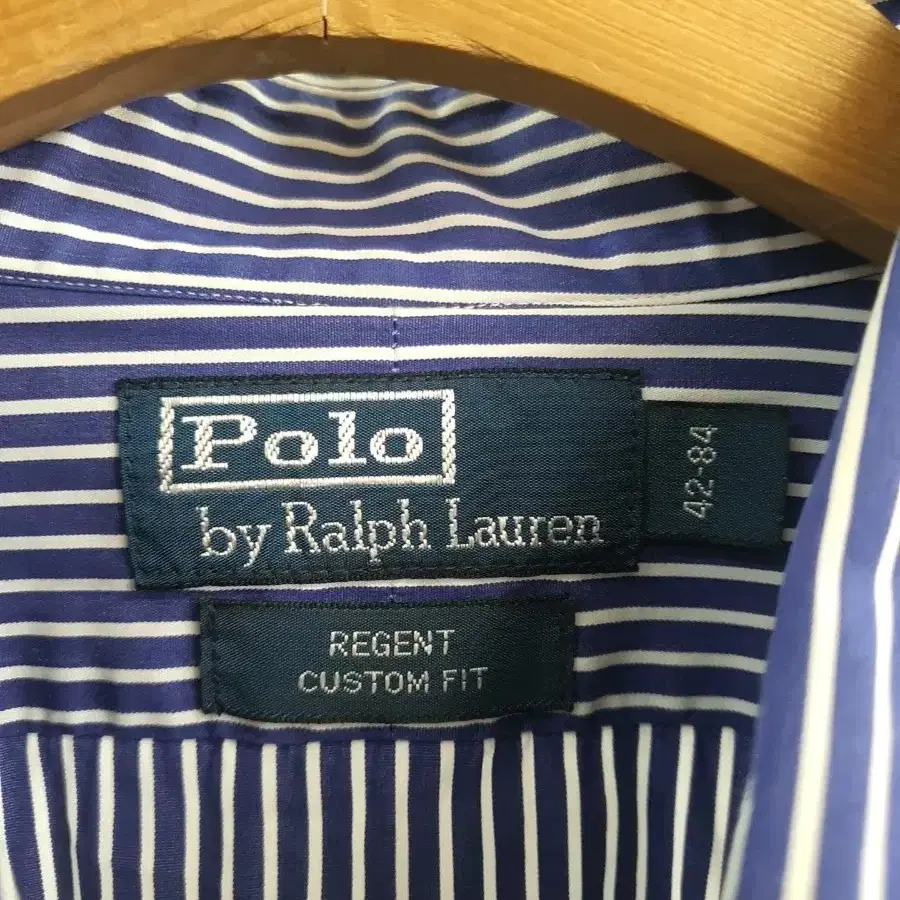 Polo
by Ralph Lauren
42-84
REGENT
CUSTOM FIT